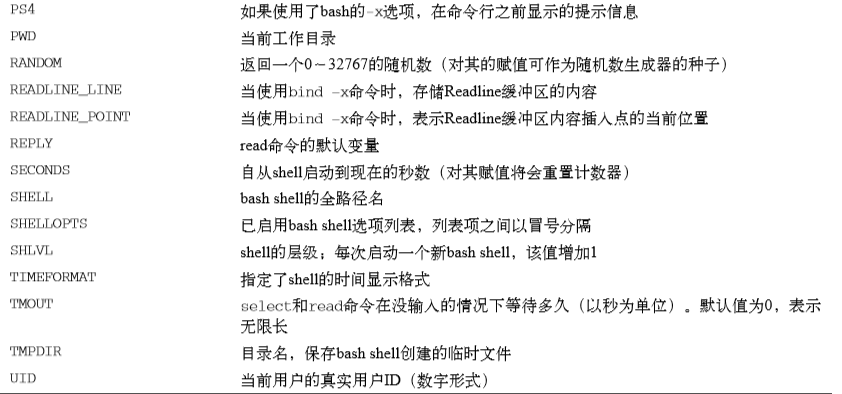 PS4 如果使用了bash的-x选项，在命令行之前显示的提示信息
PWD 当前工作目录
RANDOM 返回一个0～32767的随机数（对其的赋值可作为随机数生成器的种子）
READLINE_LINE 当使用bind -x命令时，存储Readline缓冲区的内容
READLINE_POINT 当使用bind -x命令时，表示Readline缓冲区内容插入点的当前位置
REPLY read命令的默认变量
SECONDS 自从shell启动到现在的秒数（对其赋值将会重置计数器）
SHELL bash shell的全路径名
SHELLOPTS 已启用bash shell选项列表，列表项之间以冒号分隔
SHLVL shell的层级；每次启动一个新bash shell，该值增加1
TIMEFORMAT 指定了shell的时间显示格式
TMOUT select和read命令在没输入的情况下等待多久（以秒为单位）。默认值为0，表示
无限长
TMPDIR 目录名，保存bash shell创建的临时文件
UID 当前用户的真实用户ID（数字形式）